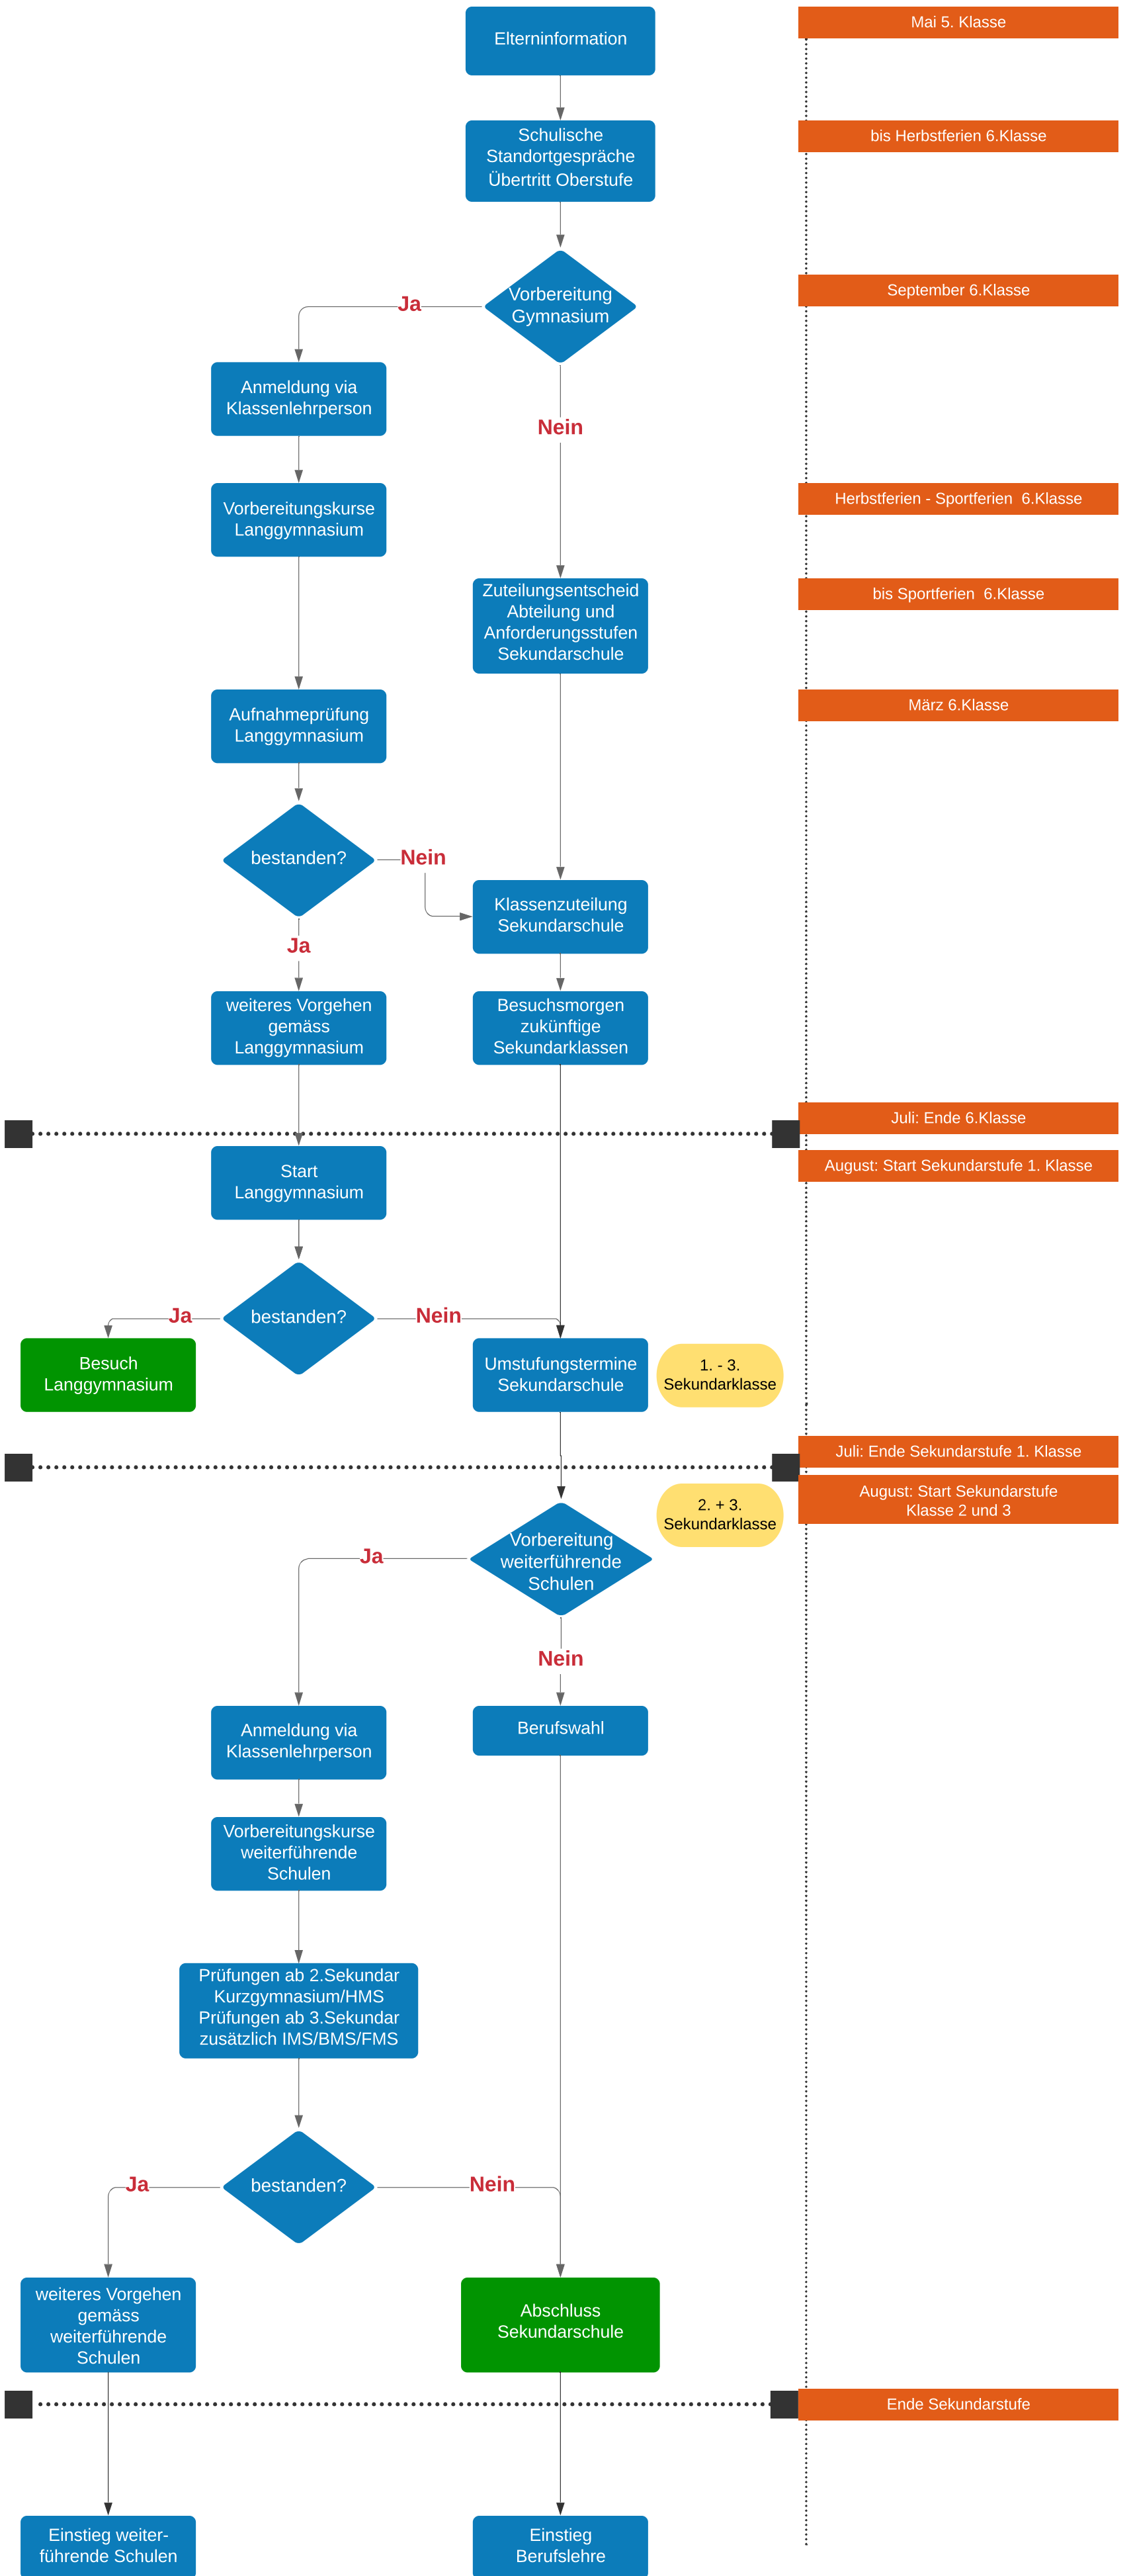 Elterninformation
Mai 5. Klasse
Schulische
Standortgespräche
Übertritt Oberstufe
bis Herbstferien 6.Klasse
Vorbereitung
Gymnasium
September 6.Klasse
Ja
Anmeldung via
Klassenlehrperson
Nein
Vorbereitungskurse
Langgymnasium
Herbstferien - Sportferien  6.Klasse
Zuteilungsentscheid
Abteilung und
Anforderungsstufen
Sekundarschule
bis Sportferien  6.Klasse
Aufnahmeprüfung
Langgymnasium
März 6.Klasse
bestanden?
Nein
Klassenzuteilung
Sekundarschule
Ja
weiteres Vorgehen
gemäss
Langgymnasium
Besuchsmorgen
zukünftige
Sekundarklassen
Juli: Ende 6.Klasse
Start
Langgymnasium
August: Start Sekundarstufe 1. Klasse
bestanden?
Ja
Nein
Besuch
Langgymnasium
Umstufungstermine
Sekundarschule
1. - 3.
Sekundarklasse
Juli: Ende Sekundarstufe 1. Klasse
August: Start Sekundarstufe
Klasse 2 und 3
2. + 3.
Sekundarklasse
Vorbereitung
weiterführende
Schulen
Ja
Nein
Anmeldung via
Klassenlehrperson
Berufswahl
Vorbereitungskurse
weiterführende
Schulen
Prüfungen ab 2.Sekundar
Kurzgymnasium/HMS
Prüfungen ab 3.Sekundar
zusätzlich IMS/BMS/FMS
bestanden?
Ja
Nein
weiteres Vorgehen
gemäss
weiterführende
Schulen
Abschluss
Sekundarschule
Ende Sekundarstufe
Einstieg weiter-
führende Schulen
Einstieg
Berufslehre